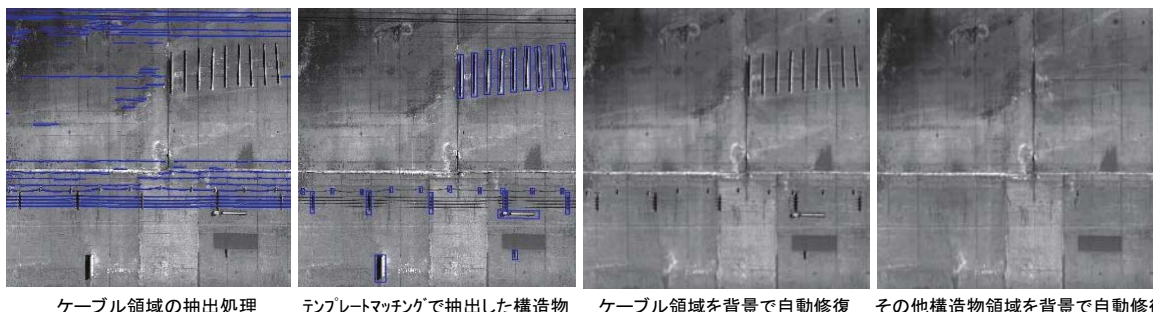 ケーブル領域の抽出処理
テンプレートマッチングで抽出した構造物
ケーブル領域を背景で自動修復
その他構造物領域を背景で自動修復